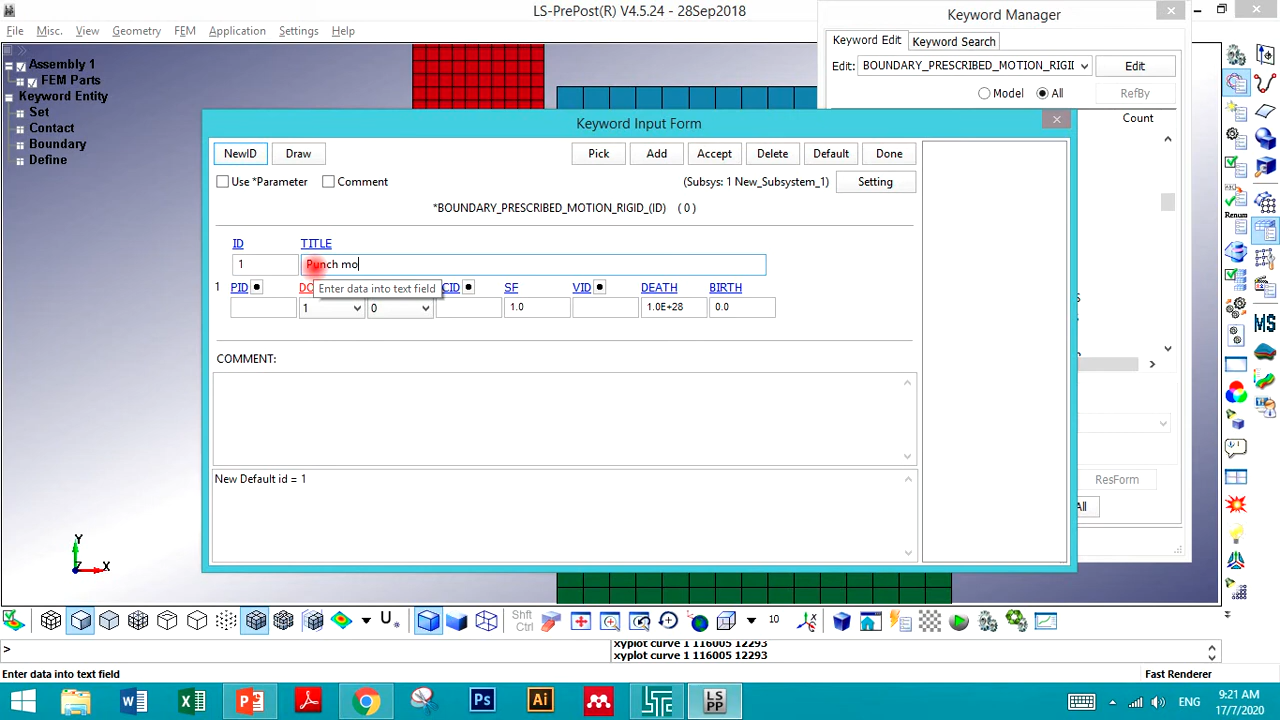 LS-PrePost(R) V4.5.24 - 28Sep2018
File Misc. View Geometry FEM Application Settings Help
Keyword Manager
Keyword Edit Keyword Search
Edit: BOUNDARY_PRESCRIBED_MOTION_RIGI Edit
Model All RefBy
Count
Assembly 1
FEM Parts
Keyword Entity
Set
Contact
Boundary
Define
Keyword Input Form
NewID Draw Pick Add Accept Delete Default Done
Use *Parameter Comment (Subsys: 1 New_Subsystem_1) Setting
*BOUNDARY_PRESCRIBED_MOTION_RIGID_(ID) ( 0 )
ID TITLE
1 Punch mo
Enter data into text field
1 PID DO CID SF VID DEATH BIRTH
1 0 1.0 1.0E+28 0.0
COMMENT:
New Default id = 1
ResForm
All
Renum
MS
Y
Z X
Shft
Ctrl
10
>
xyplot curve 1 116005 12293
xyplot curve 1 116005 12293
Enter data into text field
Fast Renderer
LS
PP
ENG
9:21 AM
17/7/2020